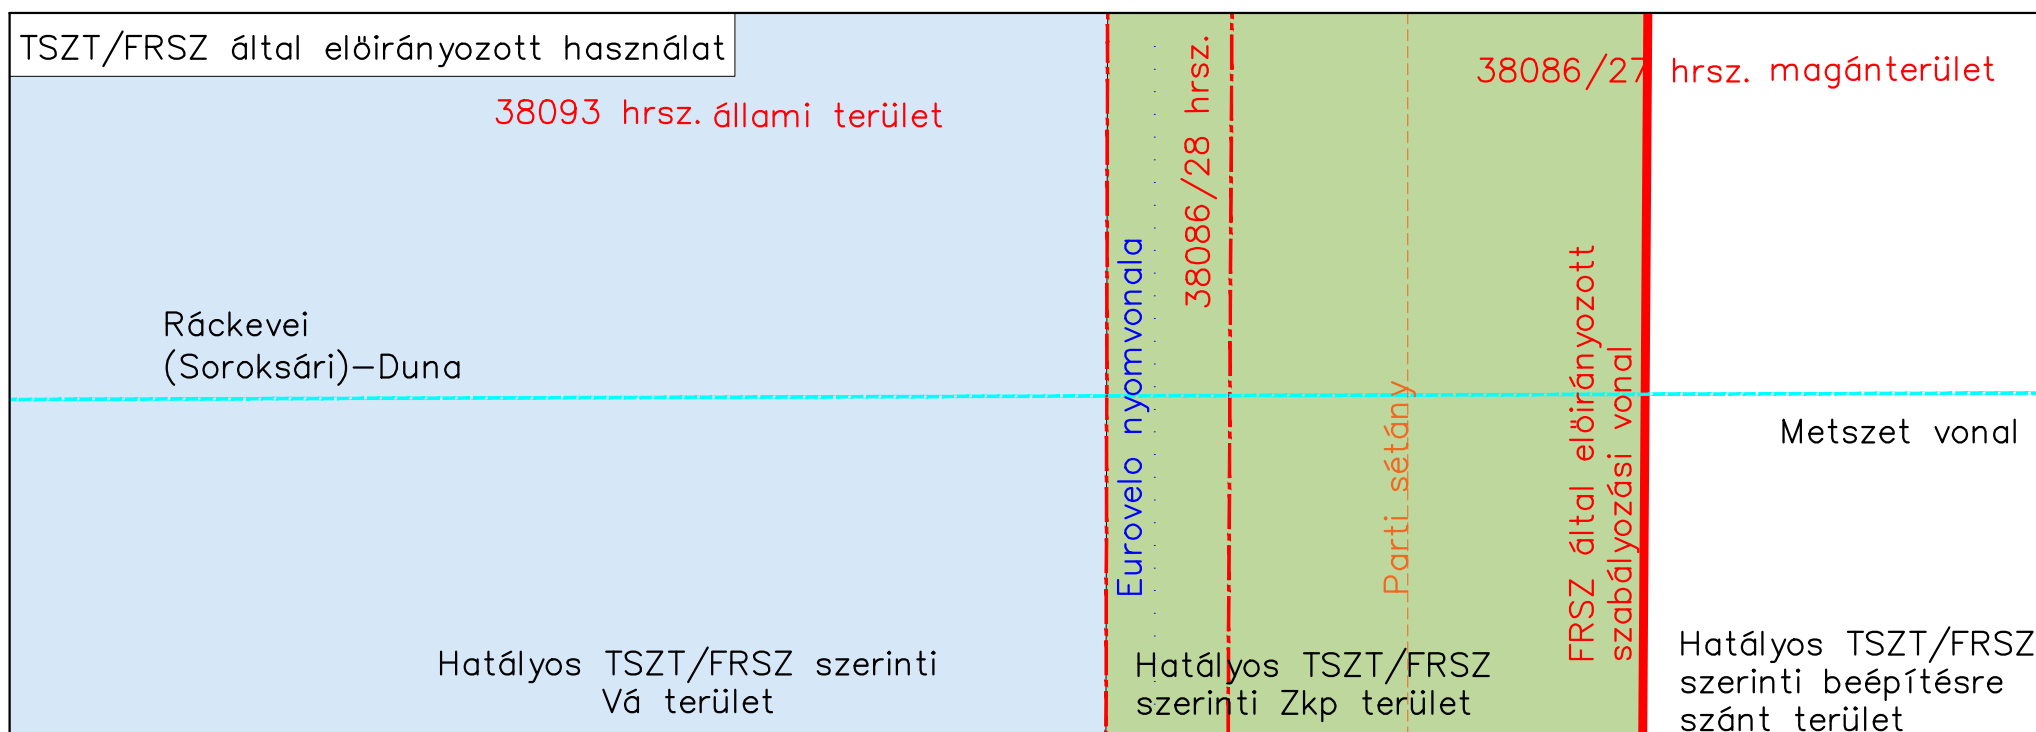 TSZT/FRSZ által elöirányozott használat
38093 hrsz. állami terület
38086/28 hrsz.
38086/27 hrsz. magánterület
Ráckevei
(Soroksári)-Duna
Eurovelo nyomvonala
Parti sétány
FRSZ által elöirányozott
szabályozási vonal
Metszet vonal
Hatályos TSZT/FRSZ szerinti
Vá terület
Hatályos TSZT/FRSZ
szerinti Zkp terület
Hatályos TSZT/FRSZ
szerinti beépítésre
szánt terület